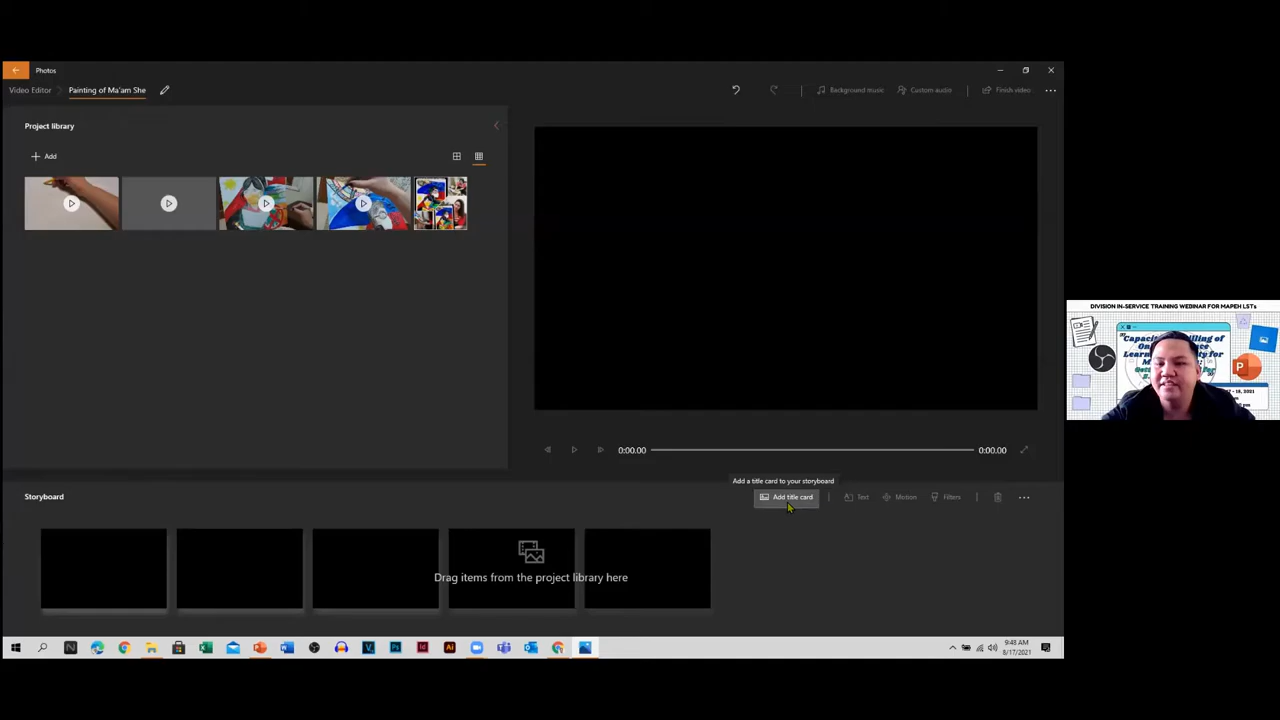 Photos
Video Editor
Painting of Ma'am She
Background music
Custom audio
Finish video
Project library
Add
0:00.00
0:00.00
Add a title card to your storyboard
Storyboard
Add title card
Text
Motion
Filters
Drag items from the project library here
9:48 AM
8/17/2021
DIVISION IN-SERVICE TRAINING WEBINAR FOR MAPEH LSTs